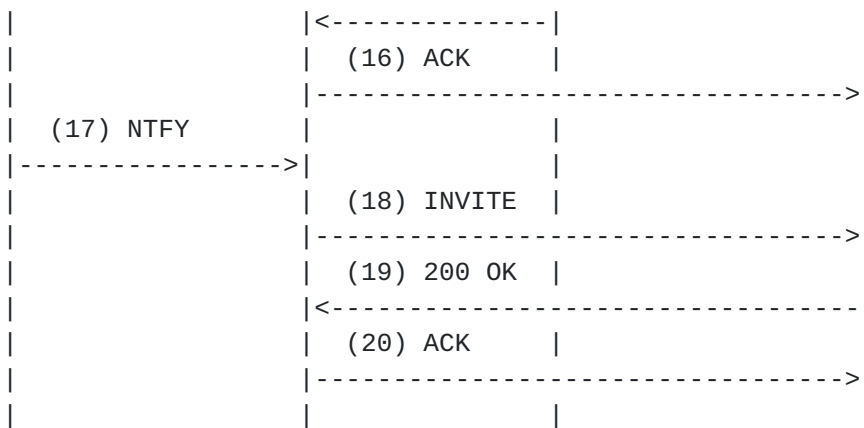 |                  |<--------------|
|                  |  (16) ACK     |
|                  |---------------------------------->
|  (17) NTFY       |               |
|----------------->|               |
|                  |  (18) INVITE  |
|                  |---------------------------------->
|                  |  (19) 200 OK  |
|                  |<----------------------------------
|                  |  (20) ACK     |
|                  |---------------------------------->
|                  |               |